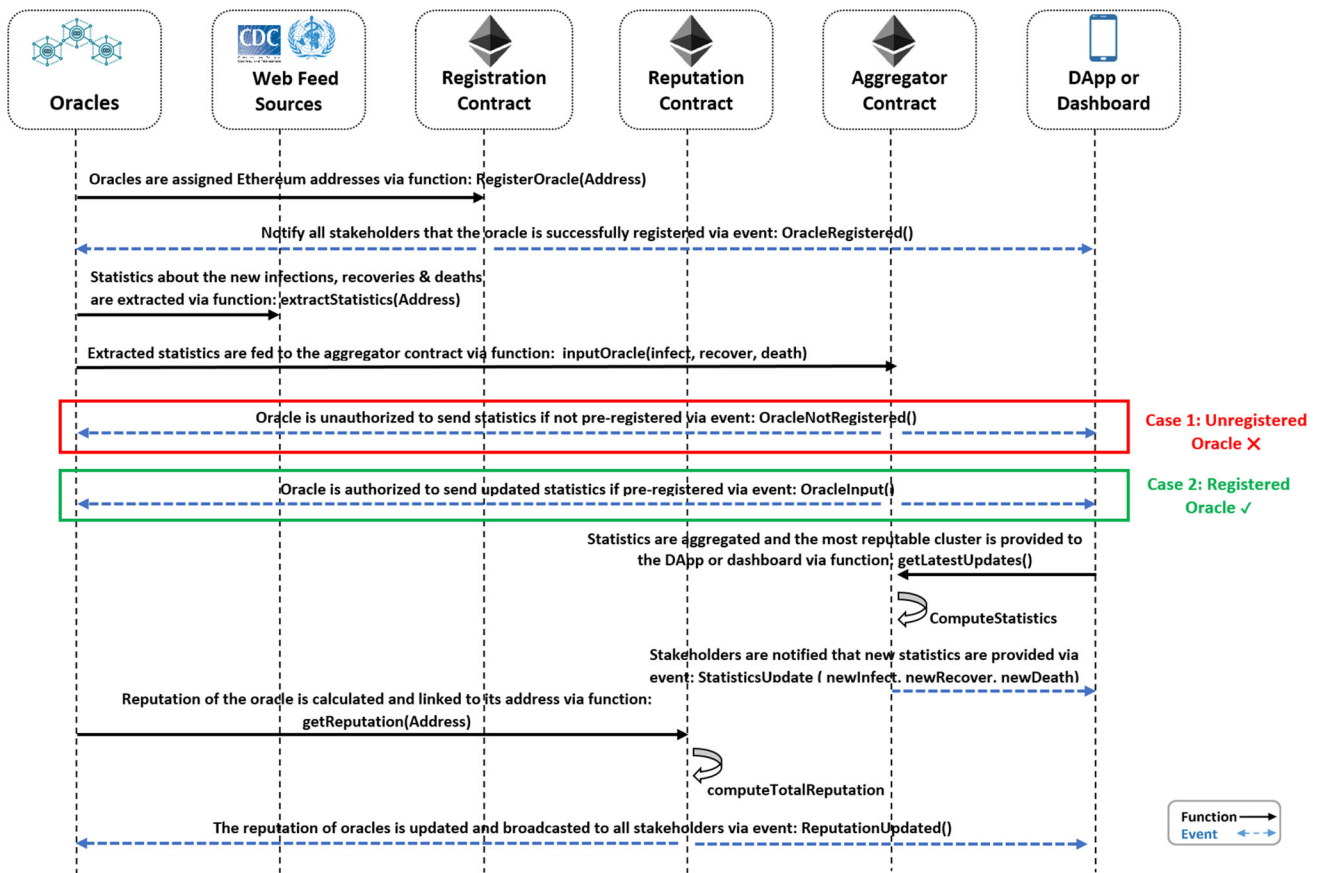 CDC
Oracles
Web Feed
Sources
Registration
Contract
Reputation
Contract
Aggregator
Contract
DApp or
Dashboard
Oracles are assigned Ethereum addresses via function: RegisterOracle(Address)
Notify all stakeholders that the oracle is successfully registered via event: OracleRegistered()
Statistics about the new infections, recoveries & deaths
are extracted via function: extractStatistics(Address)
Extracted statistics are fed to the aggregator contract via function: inputOracle(infect, recover, death)
Oracle is unauthorized to send statistics if not pre-registered via event: OracleNotRegistered()
Case 1: Unregistered
Oracle ✕
Oracle is authorized to send updated statistics if pre-registered via event: OracleInput()
Case 2: Registered
Oracle ✓
Statistics are aggregated and the most reputable cluster is provided to
the DApp or dashboard via function: getLatestUpdates()
ComputeStatistics
Stakeholders are notified that new statistics are provided via
event: StatisticsUpdate ( newInfect, newRecover, newDeath)
Reputation of the oracle is calculated and linked to its address via function:
getReputation(Address)
computeTotalReputation
The reputation of oracles is updated and broadcasted to all stakeholders via event: ReputationUpdated()
Function
Event